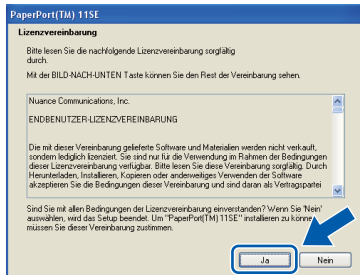 PaperPort(TM) 11SE
Lizenzvereinbarung
Bitte lesen Sie die nachfolgende Lizenzvereinbarung sorgfältig
durch.
Mit der BILD-NACH-UNTEN Taste können Sie den Rest der Vereinbarung sehen.
Nuance Communications, Inc.
ENDBENUTZER-LIZENZVEREINBARUNG
Die mit dieser Vereinbarung gelieferte Software und Materialien werden nicht verkauft,
sondern lediglich lizenziert. Sie sind nur für die Verwendung im Rahmen der Bedingungen
dieser Lizenzvereinbarung verfügbar. Bitte lesen Sie diese Vereinbarung sorgfältig. Durch
Herunterladen, Installieren, Kopieren oder anderweitiges Verwenden der Software
akzeptieren Sie die Bedingungen dieser Vereinbarung und sind daran als Vertragspartei
Sind Sie mit allen Bedingungen der Lizenzvereinbarung einverstanden? Wenn Sie 'Nein'
auswählen, wird das Setup beendet. Um "PaperPort(TM) 11SE" installieren zu können,
müssen Sie dieser Vereinbarung zustimmen.
Ja
Nein